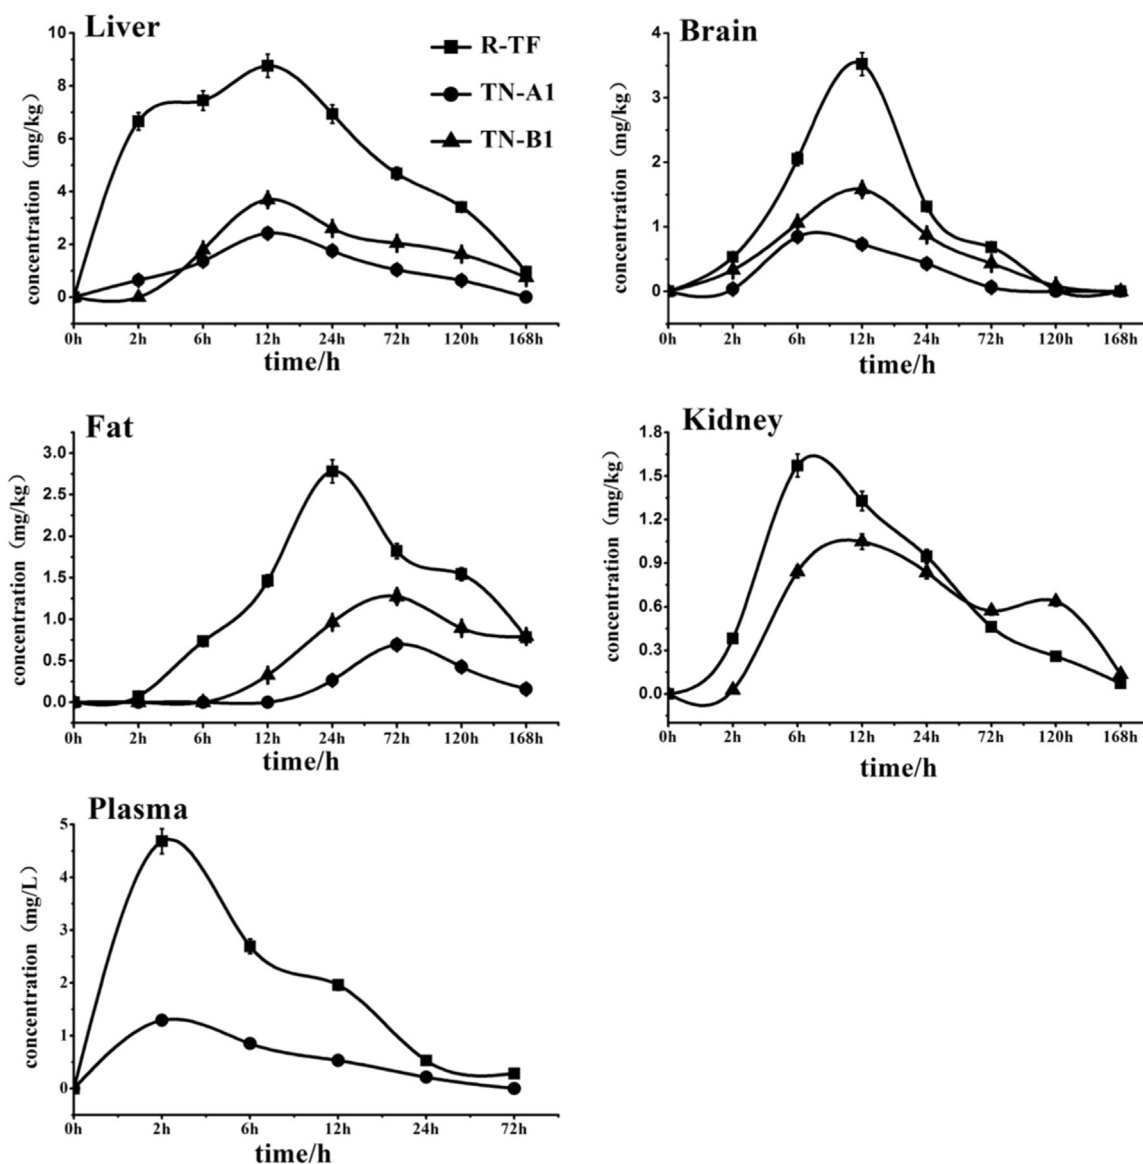 Liver
R-TF
TN-A1
TN-B1
concentration (mg/kg)
10
8
6
4
2
0
0h 2h 6h 12h 24h 72h 120h 168h
time/h
Brain
concentration (mg/kg)
4
3
2
1
0
0h 2h 6h 12h 24h 72h 120h 168h
time/h
Fat
concentration (mg/kg)
3.0
2.5
2.0
1.5
1.0
0.5
0.0
0h 2h 6h 12h 24h 72h 120h 168h
time/h
Kidney
concentration (mg/kg)
1.8
1.5
1.2
0.9
0.6
0.3
0.0
0h 2h 6h 12h 24h 72h 120h 168h
time/h
Plasma
concentration (mg/L)
5
4
3
2
1
0
0h 2h 6h 12h 24h 72h
time/h